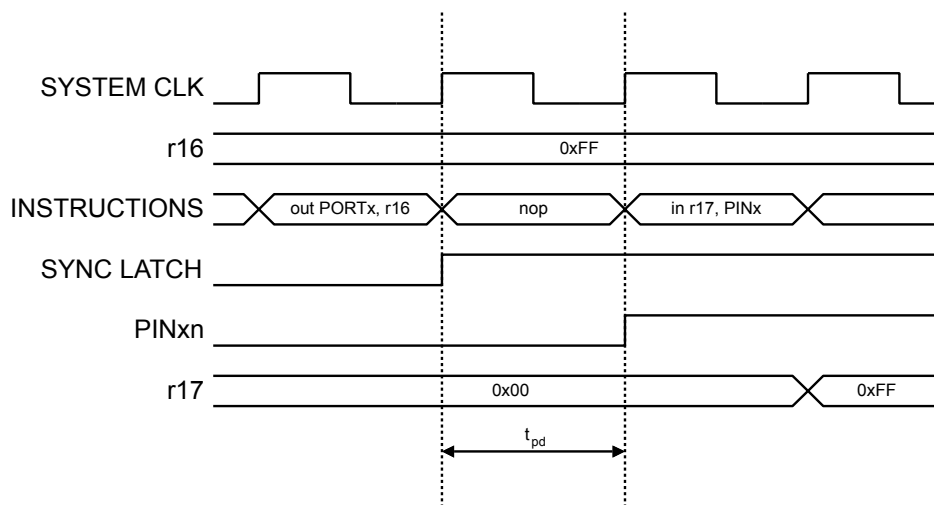 SYSTEM CLK
r16
0xFF
INSTRUCTIONS
out PORTx, r16
nop
in r17, PINx
SYNC LATCH
PINxn
r17
0x00
0xFF
tpd